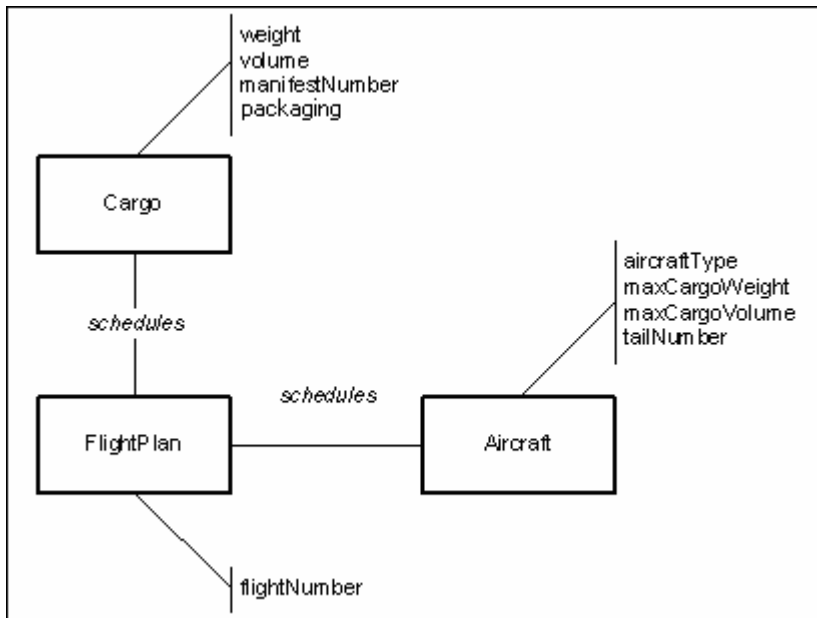 weight
volume
manifestNumber
packaging
Cargo
aircraftType
maxCargoWeight
maxCargoVolume
tailNumber
schedules
schedules
FlightPlan
Aircraft
flightNumber